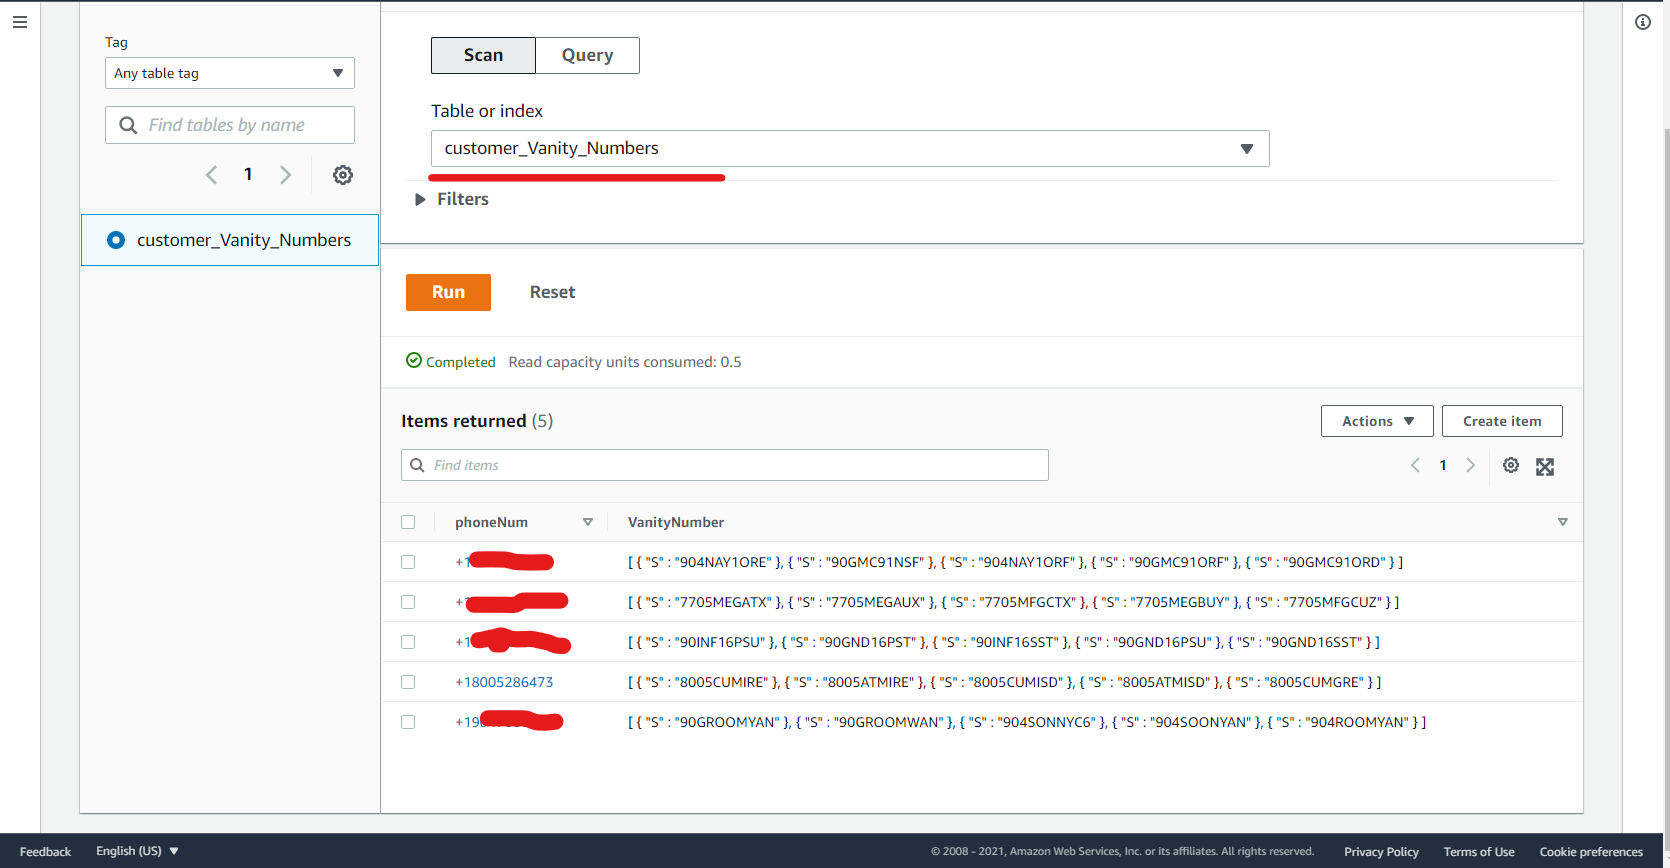 Tag
Any table tag
Find tables by name
1
customer_Vanity_Numbers
Scan Query
Table or index
customer_Vanity_Numbers
Filters
Run Reset
Completed Read capacity units consumed: 0.5
Items returned (5)
Actions Create item
Find items
1
phoneNum VanityNumber
+1 [ { "S" : "904NAY1ORE" }, { "S" : "90GMC91NSF" }, { "S" : "904NAY1ORF" }, { "S" : "90GMC91ORF" }, { "S" : "90GMC91ORD" } ]
+1 [ { "S" : "7705MEGATX" }, { "S" : "7705MEGAUX" }, { "S" : "7705MFGCTX" }, { "S" : "7705MEGBUY" }, { "S" : "7705MFGCUZ" } ]
+1 [ { "S" : "90INF16PSU" }, { "S" : "90GND16PST" }, { "S" : "90INF16SST" }, { "S" : "90GND16PSU" }, { "S" : "90GND16SST" } ]
+18005286473 [ { "S" : "8005CUMIRE" }, { "S" : "8005ATMIRE" }, { "S" : "8005CUMISD" }, { "S" : "8005ATMISD" }, { "S" : "8005CUMGRE" } ]
+19 [ { "S" : "90GROOMYAN" }, { "S" : "90GROOMWAN" }, { "S" : "904SONNYC6" }, { "S" : "904SOONYAN" }, { "S" : "904ROOMYAN" } ]
Feedback English (US) © 2008 - 2021, Amazon Web Services, Inc. or its affiliates. All rights reserved. Privacy Policy Terms of Use Cookie preferences